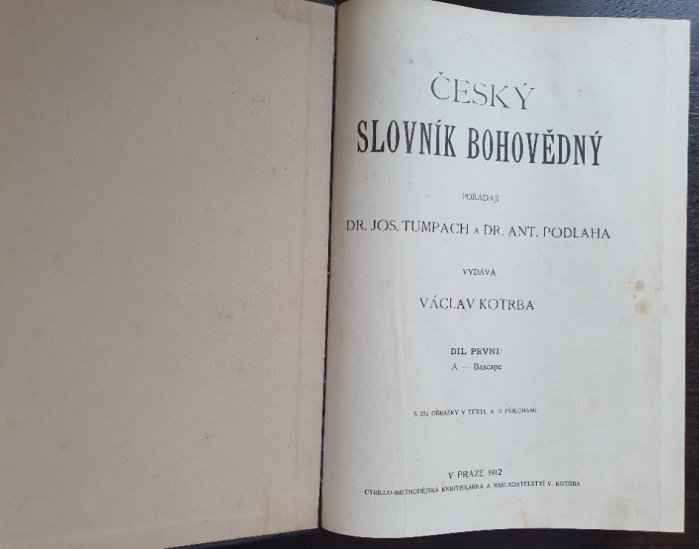 ČESKÝ
SLOVNÍK BOHOVĚDNÝ
POŘÁDAJÍ
DR. JOS. TUMPACH A DR. ANT. PODLAHA
VYDÁVÁ
VÁCLAV KOTRBA
DÍL PRVNÍ
A — Bascape
S OBRÁZKY V TEXTU A PŘÍLOHAMI
V PRAZE 1912
CYRILLO-METHODĚJSKÁ KNIHTISKÁRNA A NAKLADATELSTVÍ V. KOTRBA